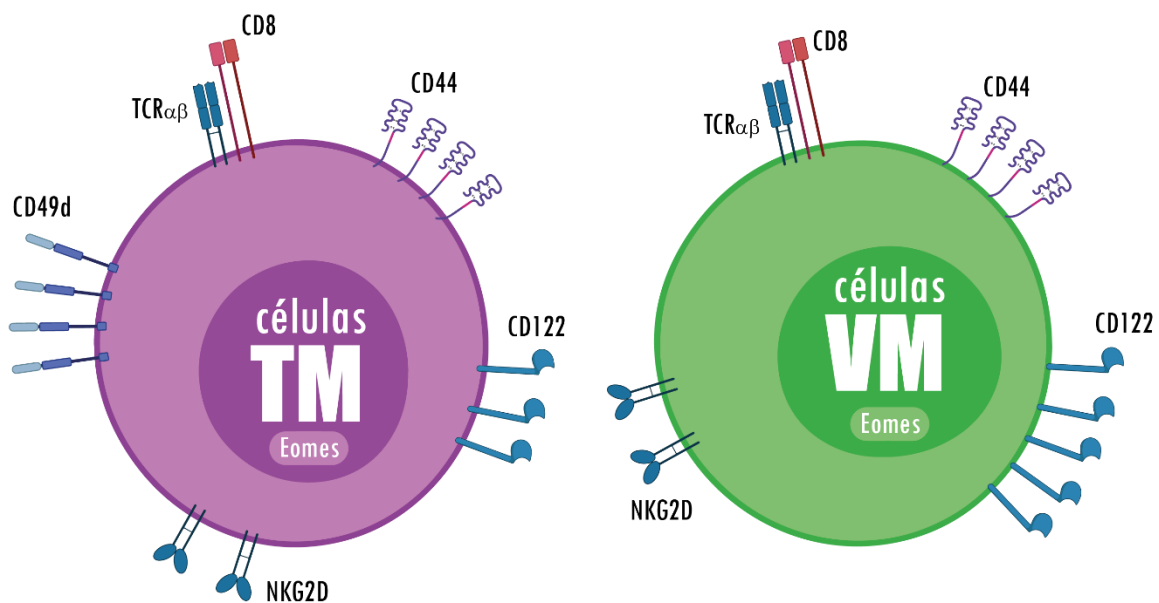 CD8
TCRαβ
CD44
CD49d
células
TM
Eomes
CD122
NKG2D
CD8
TCRαβ
CD44
células
VM
Eomes
CD122
NKG2D